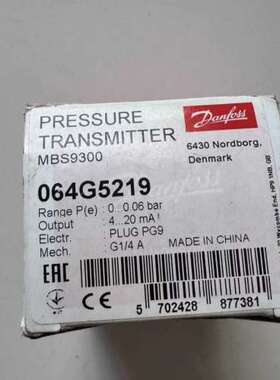 PRESSURE
TRANSMITTER
MBS9300
Danfoss
6430 Nordborg,
Denmark
064G5219
Range P(e) : 0...0.06 bar
Output : 4...20 mA
Electr. : PLUG PG9
Mech. : G1/4 A
MADE IN CHINA
EAC
CE
5 702428 877381